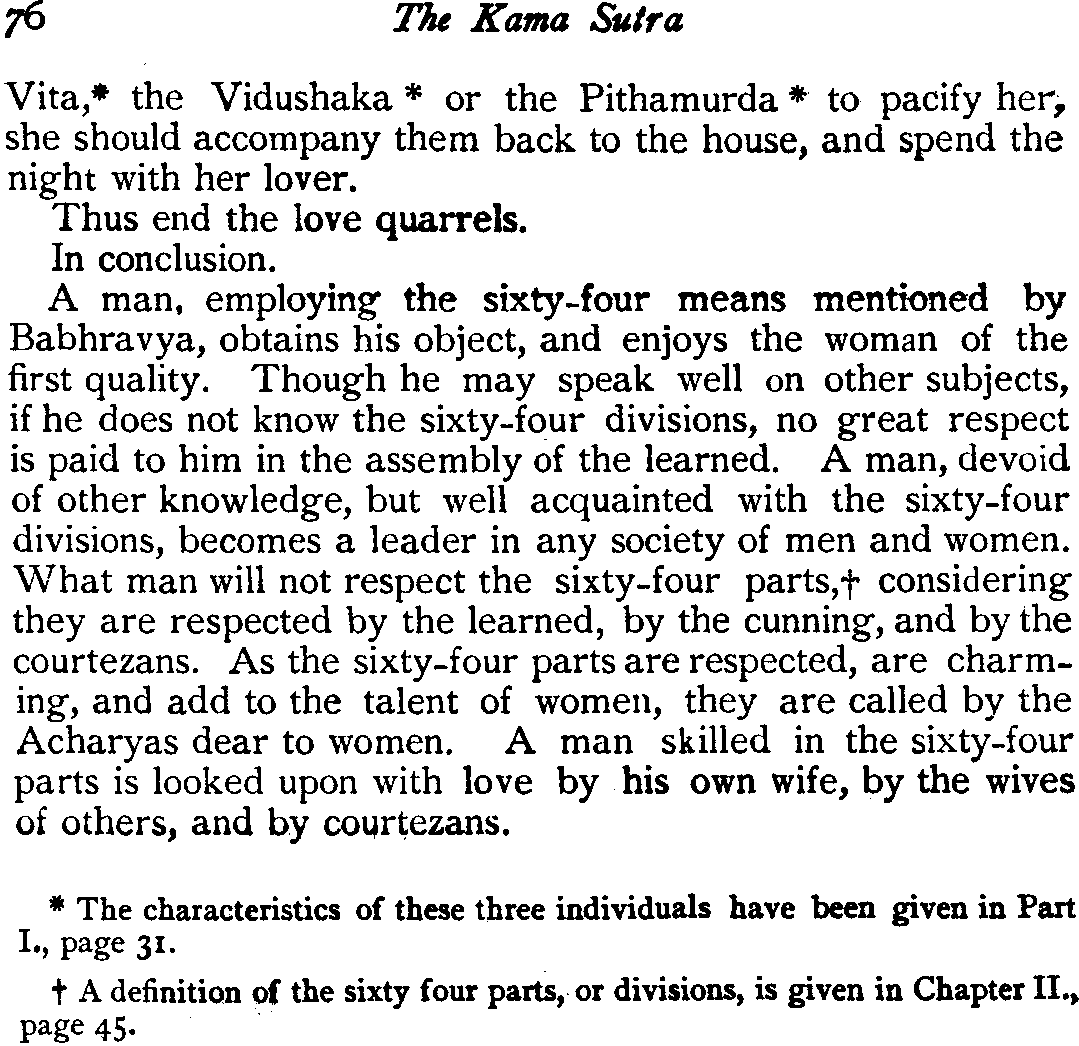 76 The Kama Sutra
Vita,* the Vidushaka * or the Pithamurda * to pacify her,
she should accompany them back to the house, and spend the
night with her lover.
Thus end the love quarrels.
In conclusion.
A man, employing the sixty-four means mentioned by
Babhravya, obtains his object, and enjoys the woman of the
first quality. Though he may speak well on other subjects,
if he does not know the sixty-four divisions, no great respect
is paid to him in the assembly of the learned. A man, devoid
of other knowledge, but well acquainted with the sixty-four
divisions, becomes a leader in any society of men and women.
What man will not respect the sixty-four parts,† considering
they are respected by the learned, by the cunning, and by the
courtezans. As the sixty-four parts are respected, are charm-
ing, and add to the talent of women, they are called by the
Acharyas dear to women. A man skilled in the sixty-four
parts is looked upon with love by his own wife, by the wives
of others, and by courtezans.
* The characteristics of these three individuals have been given in Part
I., page 31.
† A definition of the sixty four parts, or divisions, is given in Chapter II.,
page 45.